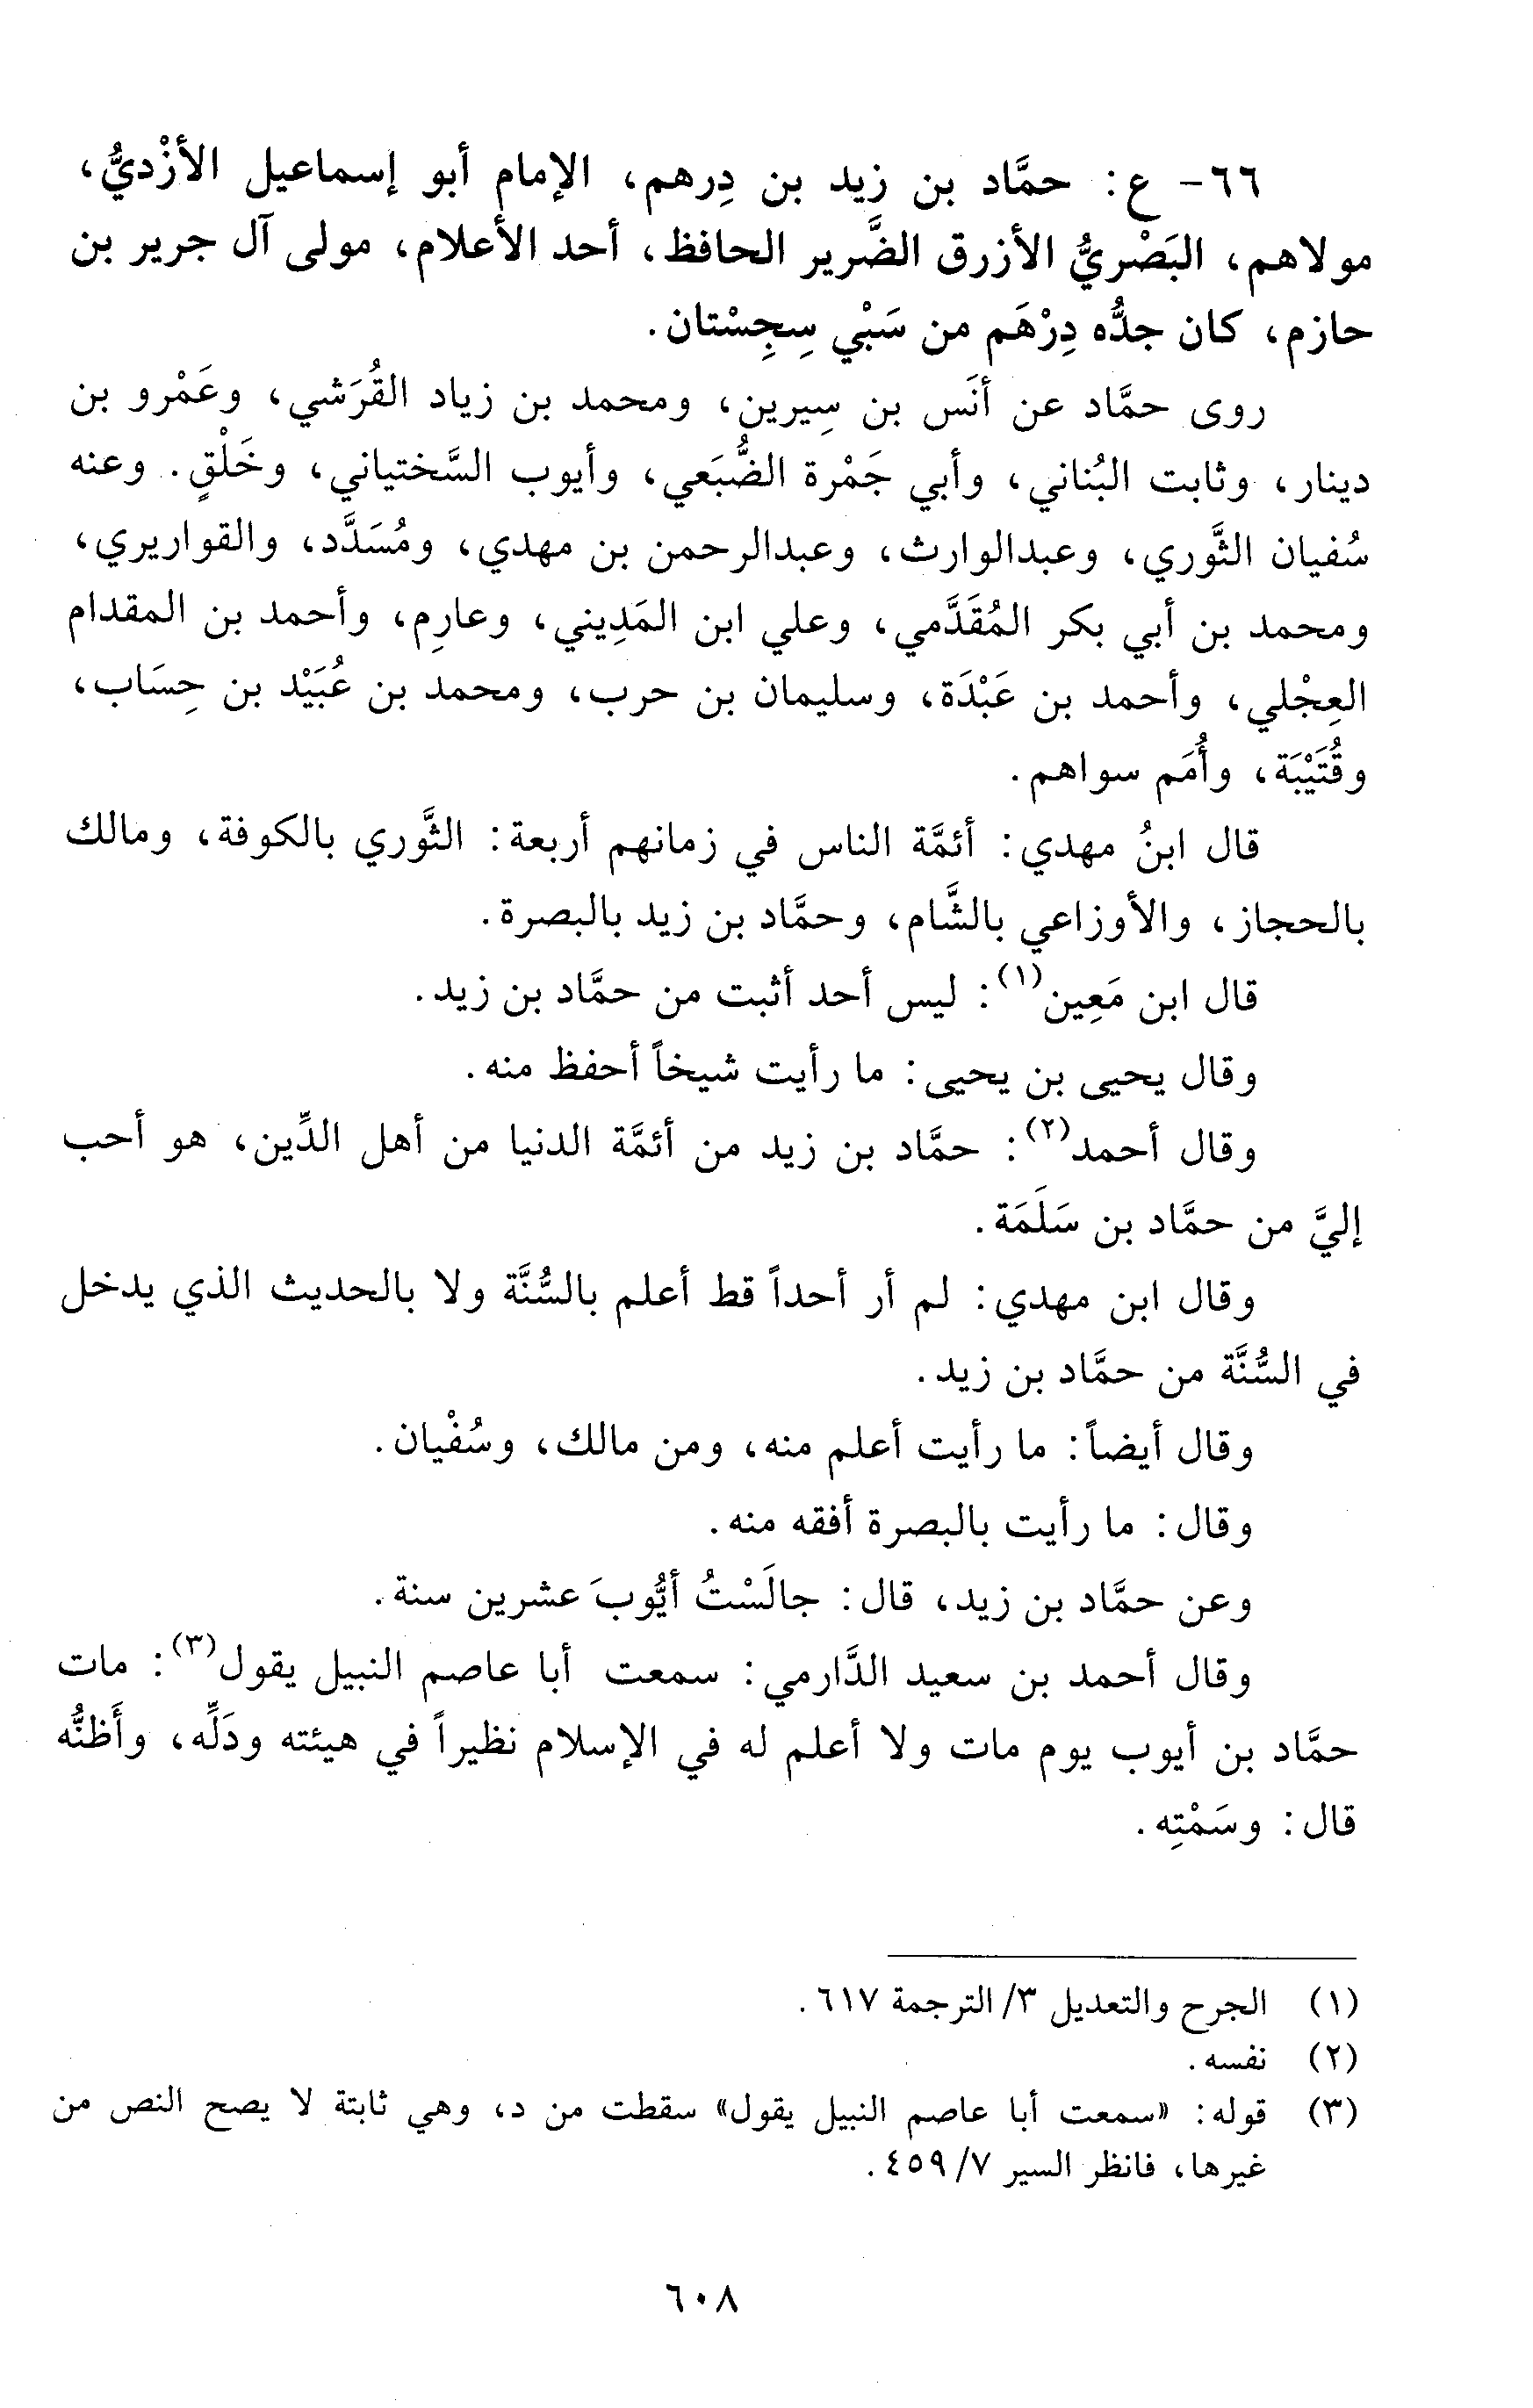 ٦٦- ع: حمَّاد بن زيد بن دِرهم، الإمام أبو إسماعيل الأزْديُّ،
مولاهم، البَصْريُّ الأزرق الضَّرير الحافظ، أحد الأعلام، مولى آل جرير بن
حازم، كان جدُّه دِرْهَم من سَبْي سِجِسْتان.
روى حمَّاد عن أنَس بن سِيرين، ومحمد بن زياد القُرَشي، وعَمْرو بن
دينار، وثابت البُناني، وأبي جَمْرة الضُّبَعي، وأيوب السَّختياني، وخَلْقٍ. وعنه
سُفيان الثَّوري، وعبدالوارث، وعبدالرحمن بن مهدي، ومُسَدَّد، والقواريري،
ومحمد بن أبي بكر المُقَدَّمي، وعلي ابن المَدِيني، وعارِم، وأحمد بن المقدام
العِجْلي، وأحمد بن عَبْدَة، وسليمان بن حرب، ومحمد بن عُبَيْد بن حِسَاب،
وقُتَيْبَة، وأُمَم سواهم.
قال ابنُ مهدي: أئمَّة الناس في زمانهم أربعة: الثَّوري بالكوفة، ومالك
بالحجاز، والأوزاعي بالشَّام، وحمَّاد بن زيد بالبصرة.
قال ابن مَعِين(١): ليس أحد أثبت من حمَّاد بن زيد.
وقال يحيى بن يحيى: ما رأيت شيخاً أحفظ منه.
وقال أحمد(٢): حمَّاد بن زيد من أئمَّة الدنيا من أهل الدِّين، هو أحب
إليَّ من حمَّاد بن سَلَمَة.
وقال ابن مهدي: لم أر أحداً قط أعلم بالسُّنَّة ولا بالحديث الذي يدخل
في السُّنَّة من حمَّاد بن زيد.
وقال أيضاً: ما رأيت أعلم منه، ومن مالك، وسُفْيان.
وقال: ما رأيت بالبصرة أفقه منه.
وعن حمَّاد بن زيد، قال: جالَسْتُ أيُّوبَ عشرين سنة.
وقال أحمد بن سعيد الدَّارمي: سمعت أبا عاصم النبيل يقول(٣): مات
حمَّاد بن أيوب يوم مات ولا أعلم له في الإسلام نظيراً في هيئته ودَلِّه، وأَظنُّه
قال: وسَمْتِه.
(١) الجرح والتعديل ٣/ الترجمة ٦١٧.
(٢) نفسه.
(٣) قوله: «سمعت أبا عاصم النبيل يقول» سقطت من د، وهي ثابتة لا يصح النص من
غيرها، فانظر السير ٧/ ٤٥٩.
٦٠٨